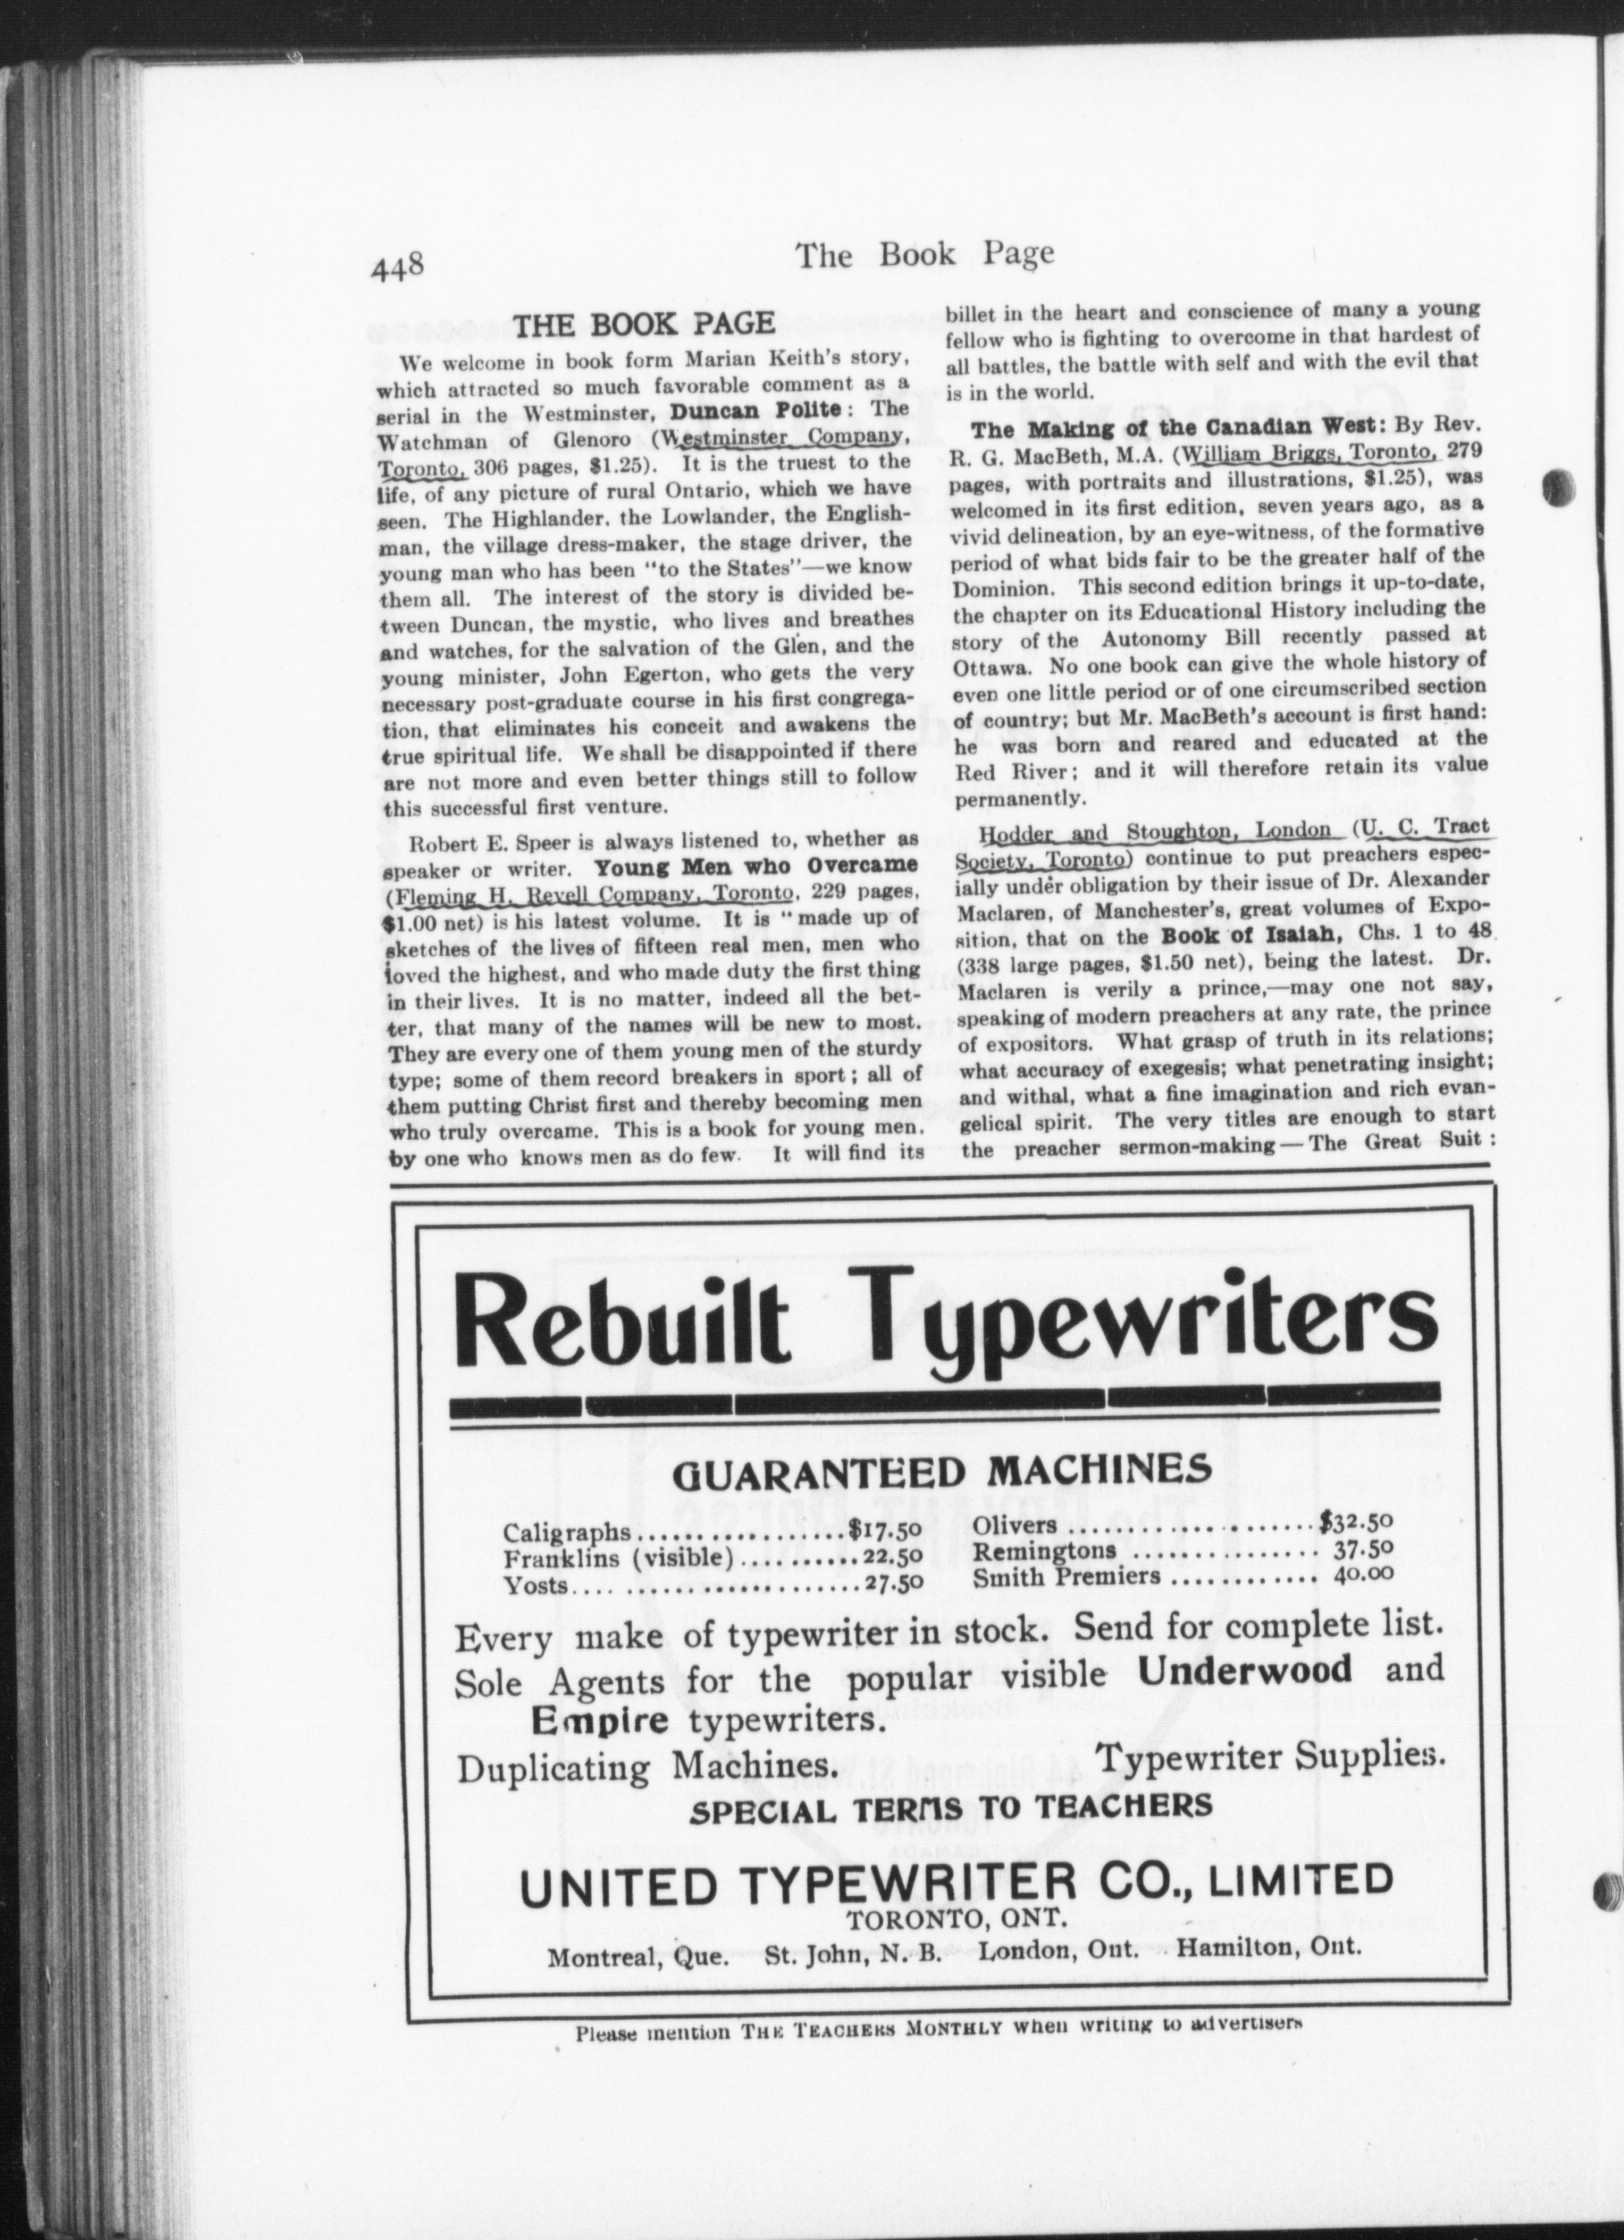 448
The Book Page
THE BOOK PAGE
We welcome in book form Marian Keith's story,
which attracted so much favorable comment as a
serial in the Westminster, Duncan Polite: The
Watchman of Glenoro (Westminster Company,
Toronto, 306 pages, $1.25). It is the truest to the
life, of any picture of rural Ontario, which we have
seen. The Highlander, the Lowlander, the English-
man, the village dress-maker, the stage driver, the
young man who has been "to the States"—we know
them all. The interest of the story is divided be-
tween Duncan, the mystic, who lives and breathes
and watches, for the salvation of the Glen, and the
young minister, John Egerton, who gets the very
necessary post-graduate course in his first congrega-
tion, that eliminates his conceit and awakens the
true spiritual life. We shall be disappointed if there
are not more and even better things still to follow
this successful first venture.
Robert E. Speer is always listened to, whether as
speaker or writer. Young Men who Overcame
(Fleming H. Revell Company, Toronto, 229 pages,
$1.00 net) is his latest volume. It is "made up of
sketches of the lives of fifteen real men, men who
loved the highest, and who made duty the first thing
in their lives. It is no matter, indeed all the bet-
ter, that many of the names will be new to most.
They are every one of them young men of the sturdy
type; some of them record breakers in sport; all of
them putting Christ first and thereby becoming men
who truly overcame. This is a book for young men,
by one who knows men as do few. It will find its
billet in the heart and conscience of many a young
fellow who is fighting to overcome in that hardest of
all battles, the battle with self and with the evil that
is in the world.
The Making of the Canadian West: By Rev.
R. G. MacBeth, M.A. (William Briggs, Toronto, 279
pages, with portraits and illustrations, $1.25), was
welcomed in its first edition, seven years ago, as a
vivid delineation, by an eye-witness, of the formative
period of what bids fair to be the greater half of the
Dominion. This second edition brings it up-to-date,
the chapter on its Educational History including the
story of the Autonomy Bill recently passed at
Ottawa. No one book can give the whole history of
even one little period or of one circumscribed section
of country; but Mr. MacBeth's account is first hand:
he was born and reared and educated at the
Red River; and it will therefore retain its value
permanently.
Hodder and Stoughton, London (U. C. Tract
Society, Toronto) continue to put preachers espec-
ially under obligation by their issue of Dr. Alexander
Maclaren, of Manchester's, great volumes of Expo-
sition, that on the Book of Isaiah, Chs. 1 to 48
(338 large pages, $1.50 net), being the latest. Dr.
Maclaren is verily a prince,—may one not say,
speaking of modern preachers at any rate, the prince
of expositors. What grasp of truth in its relations;
what accuracy of exegesis; what penetrating insight;
and withal, what a fine imagination and rich evan-
gelical spirit. The very titles are enough to start
the preacher sermon-making—The Great Suit:
Rebuilt Typewriters
GUARANTEED MACHINES
Caligraphs..................$17.50
Franklins (visible)..........22.50
Yosts.... ....................27.50
Olivers .....................$32.50
Remingtons ................ 37.50
Smith Premiers ............. 40.00
Every make of typewriter in stock. Send for complete list.
Sole Agents for the popular visible Underwood and
Empire typewriters.
Duplicating Machines. Typewriter Supplies.
SPECIAL TERMS TO TEACHERS
UNITED TYPEWRITER CO., LIMITED
TORONTO, ONT.
Montreal, Que. St. John, N. B. London, Ont. Hamilton, Ont.
Please mention THE TEACHERS MONTHLY when writing to advertisers